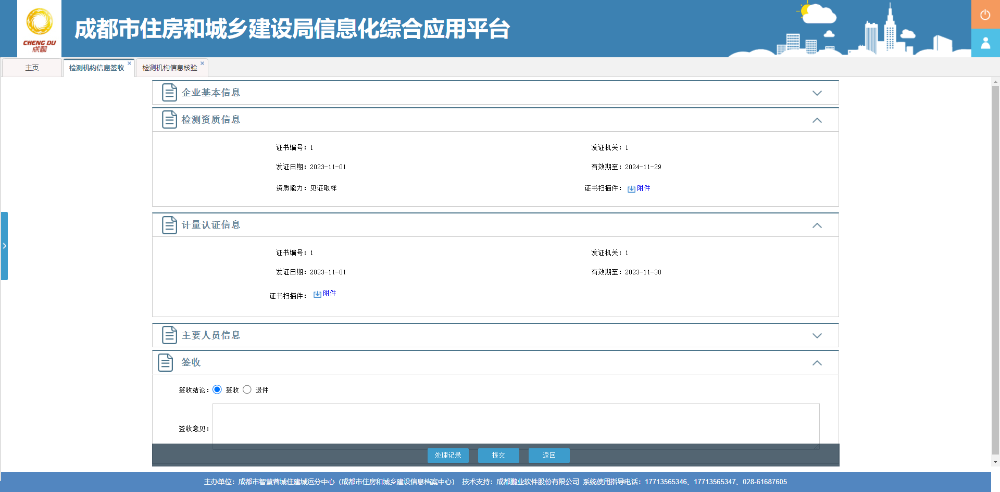 CHENG DU
成都
成都市住房和城乡建设局信息化综合应用平台
主页
检测机构信息签收
检测机构信息核验
企业基本信息
检测资质信息
证书编号：1
发证机关：1
发证日期：2023-11-01
有效期至：2024-11-29
资质能力：见证取样
证书扫描件：附件
计量认证信息
证书编号：1
发证机关：1
发证日期：2023-11-01
有效期至：2023-11-30
证书扫描件：附件
主要人员信息
签收
签收结论：签收 退件
签收意见：
处理记录 提交 返回
主办单位：成都市智慧蓉城住建城运分中心（成都市住房和城乡建设信息档案中心） 技术支持：成都鹏业软件股份有限公司 系统使用指导电话：17713565346、17713565347、028-61687605